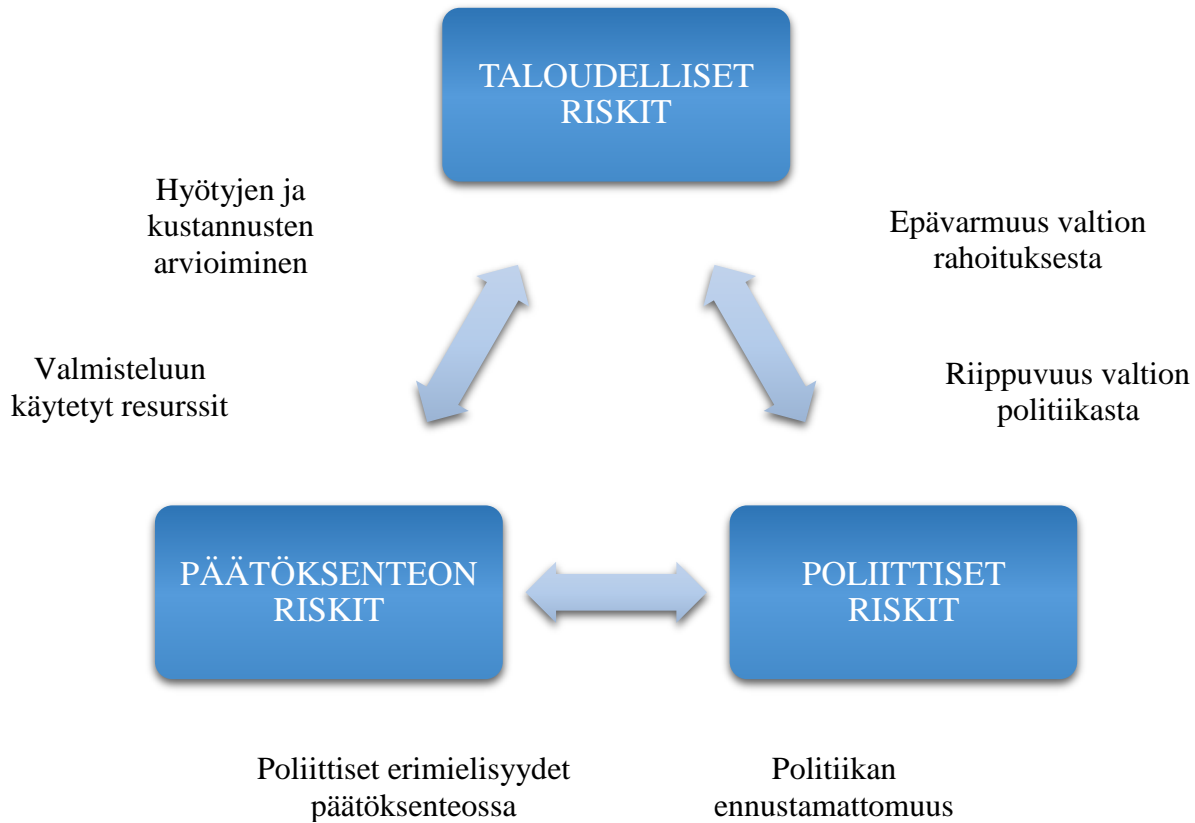 TALOUDELLISET
RISKIT
Hyötyjen ja
kustannusten
arvioiminen
Epävarmuus valtion
rahoituksesta
Valmisteluun
käytetyt resurssit
Riippuvuus valtion
politiikasta
PÄÄTÖKSENTEON
RISKIT
POLIITTISET
RISKIT
Poliittiset erimielisyydet
päätöksenteossa
Politiikan
ennustamattomuus